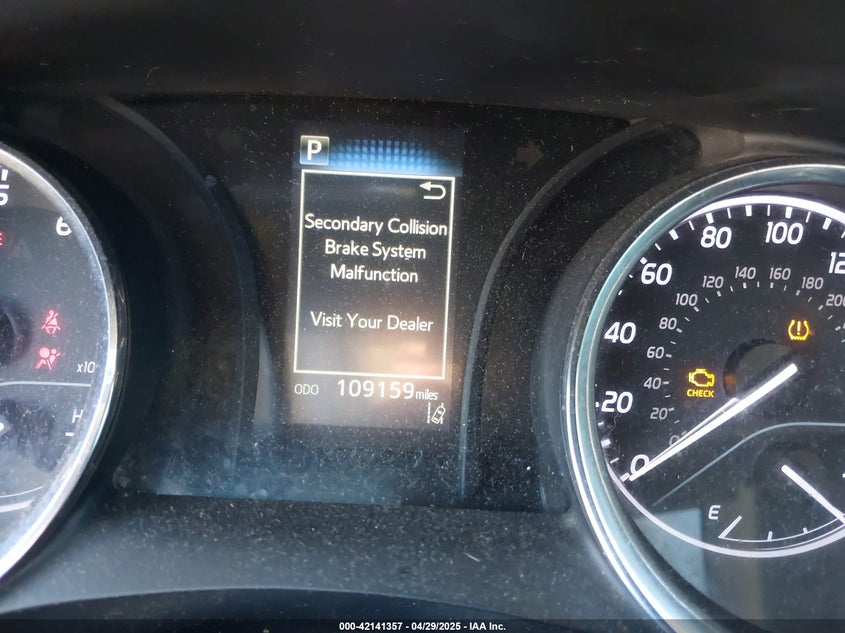 P
Secondary Collision
Brake System
Malfunction
Visit Your Dealer
ODO 109159 miles
6
x10
H
0
20
40
60
80
100
20
40
60
80
100
120
140
160
180
CHECK
E
000-42141357 | 04/29/2025 - IAA Inc.